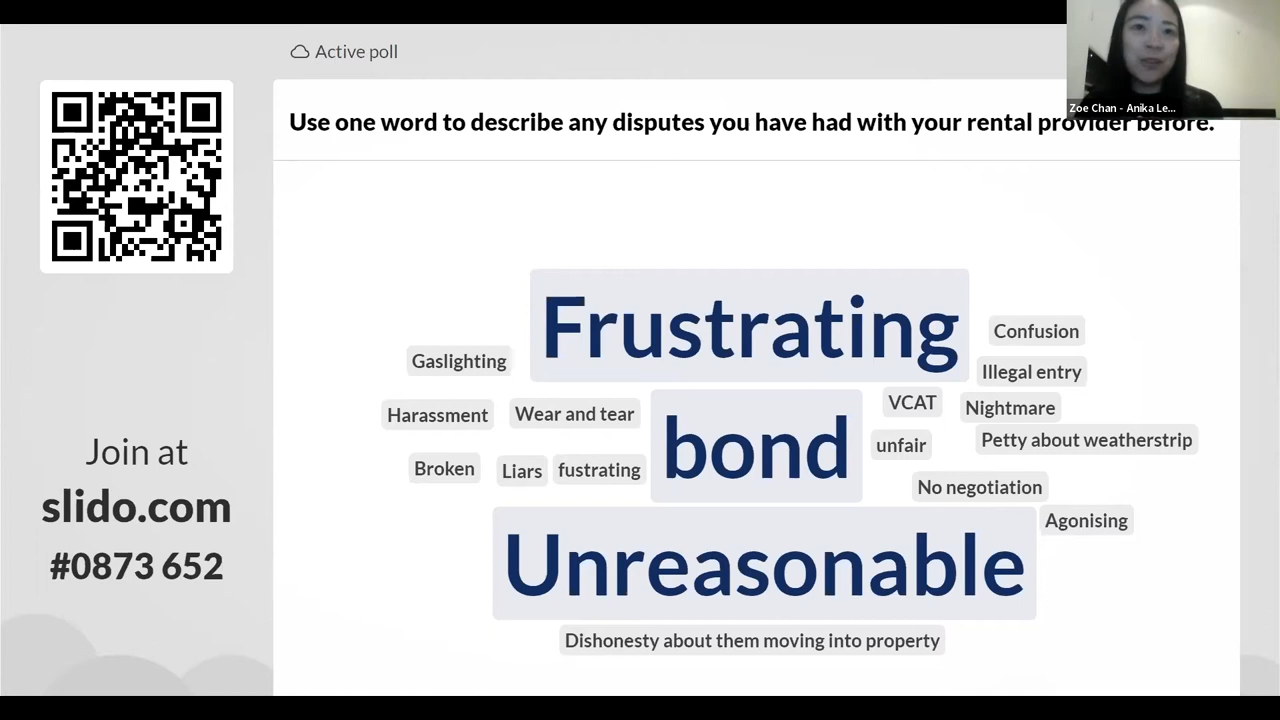 Active poll
Zoe Chan - Anika Le...
Use one word to describe any disputes you have had with your rental provider before.
Join at
slido.com
#0873 652
Frustrating
Confusion
Gaslighting
Illegal entry
VCAT
Nightmare
Harassment
Wear and tear
bond
unfair
Petty about weatherstrip
Broken
Liars
fustrating
No negotiation
Agonising
Unreasonable
Dishonesty about them moving into property